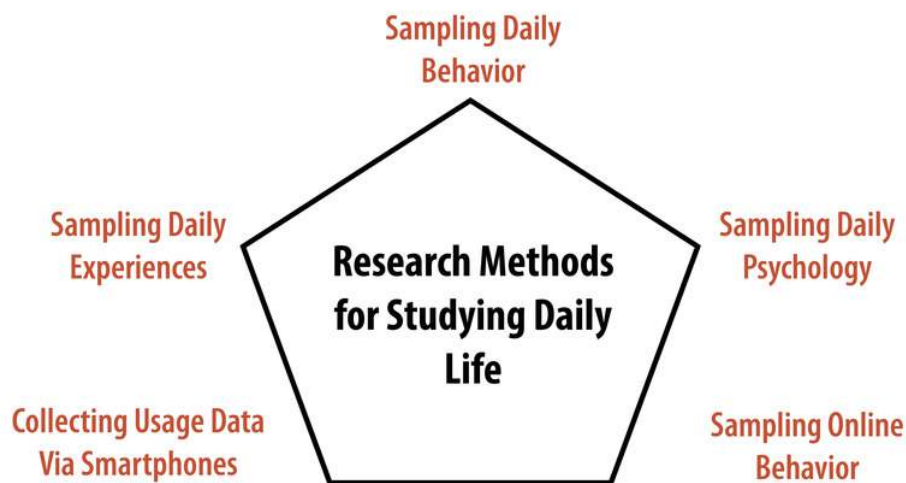 Sampling Daily
Behavior
Sampling Daily
Experiences
Sampling Daily
Psychology
Research Methods
for Studying Daily
Life
Collecting Usage Data
Via Smartphones
Sampling Online
Behavior